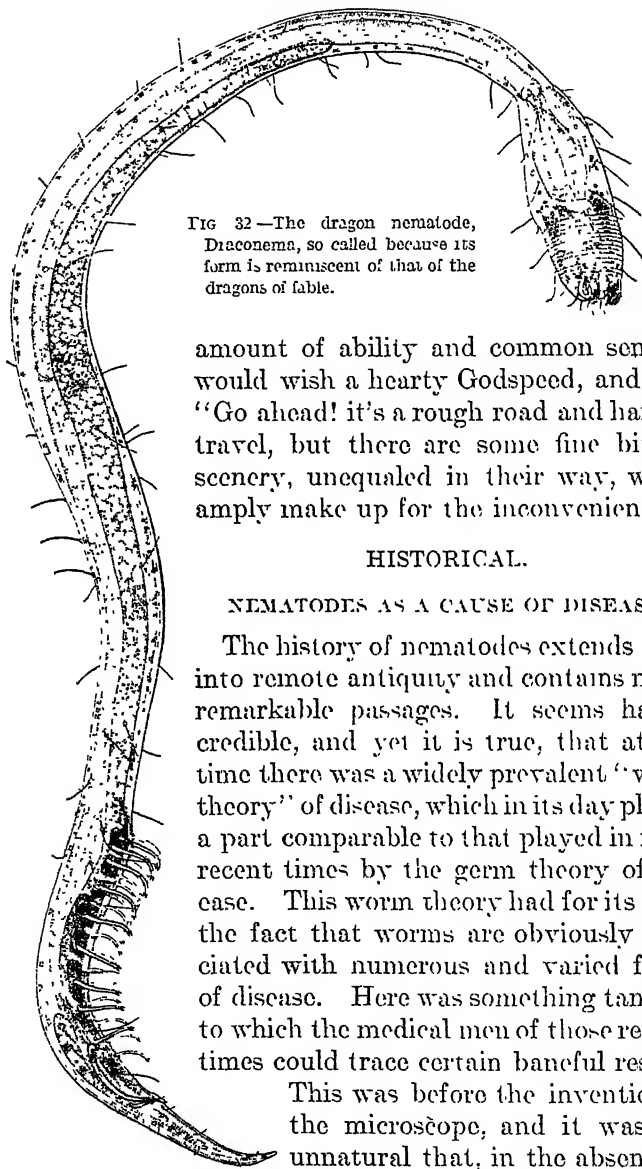 FIG 32—The dragon nematode,
Draconema, so called because its
form is reminiscent of that of the
dragons of fable.
amount of ability and common sen
would wish a hearty Godspeed, and
“Go ahead! it's a rough road and ha
travel, but there are some fine bi
scenery, unequaled in their way, w
amply make up for the inconvenien
HISTORICAL.
NEMATODES AS A CAUSE OF DISEAS
The history of nematodes extends
into remote antiquity and contains
remarkable passages. It seems ha
credible, and yet it is true, that at
time there was a widely prevalent “
theory” of disease, which in its day pl
a part comparable to that played in
recent times by the germ theory of
ease. This worm theory had for its
the fact that worms are obviously
ciated with numerous and varied f
of disease. Here was something tan
to which the medical men of those re
times could trace certain baneful res
This was before the inventi
the microscope, and it was
unnatural that, in the absen